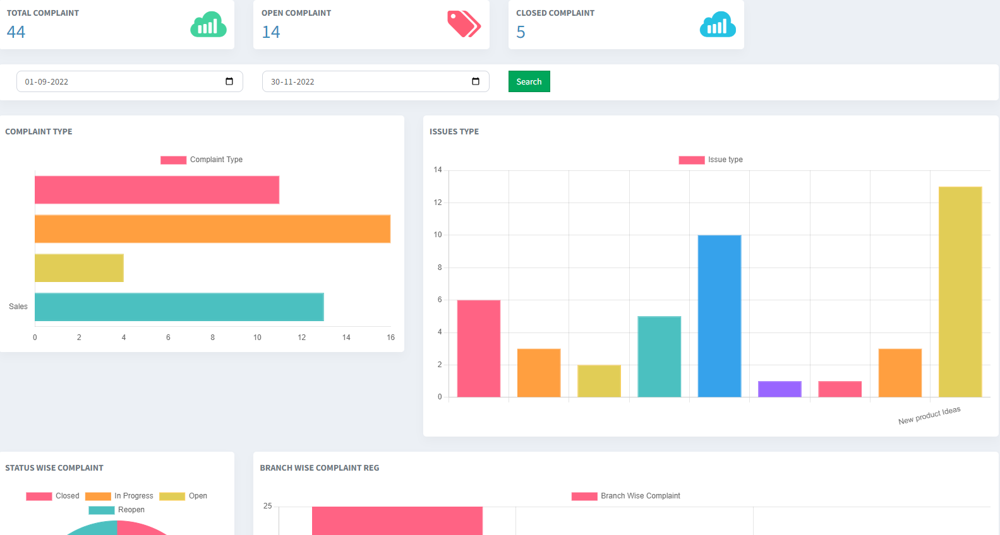 TOTAL COMPLAINT
44
OPEN COMPLAINT
14
CLOSED COMPLAINT
5
01-09-2022
30-11-2022
Search
COMPLAINT TYPE
Complaint Type
Sales
0 2 4 6 8 10 12 14 16
ISSUES TYPE
Issue type
14
12
10
8
6
4
2
0
New product Ideas
STATUS WISE COMPLAINT
Closed In Progress Open
Reopen
BRANCH WISE COMPLAINT REG
Branch Wise Complaint
25